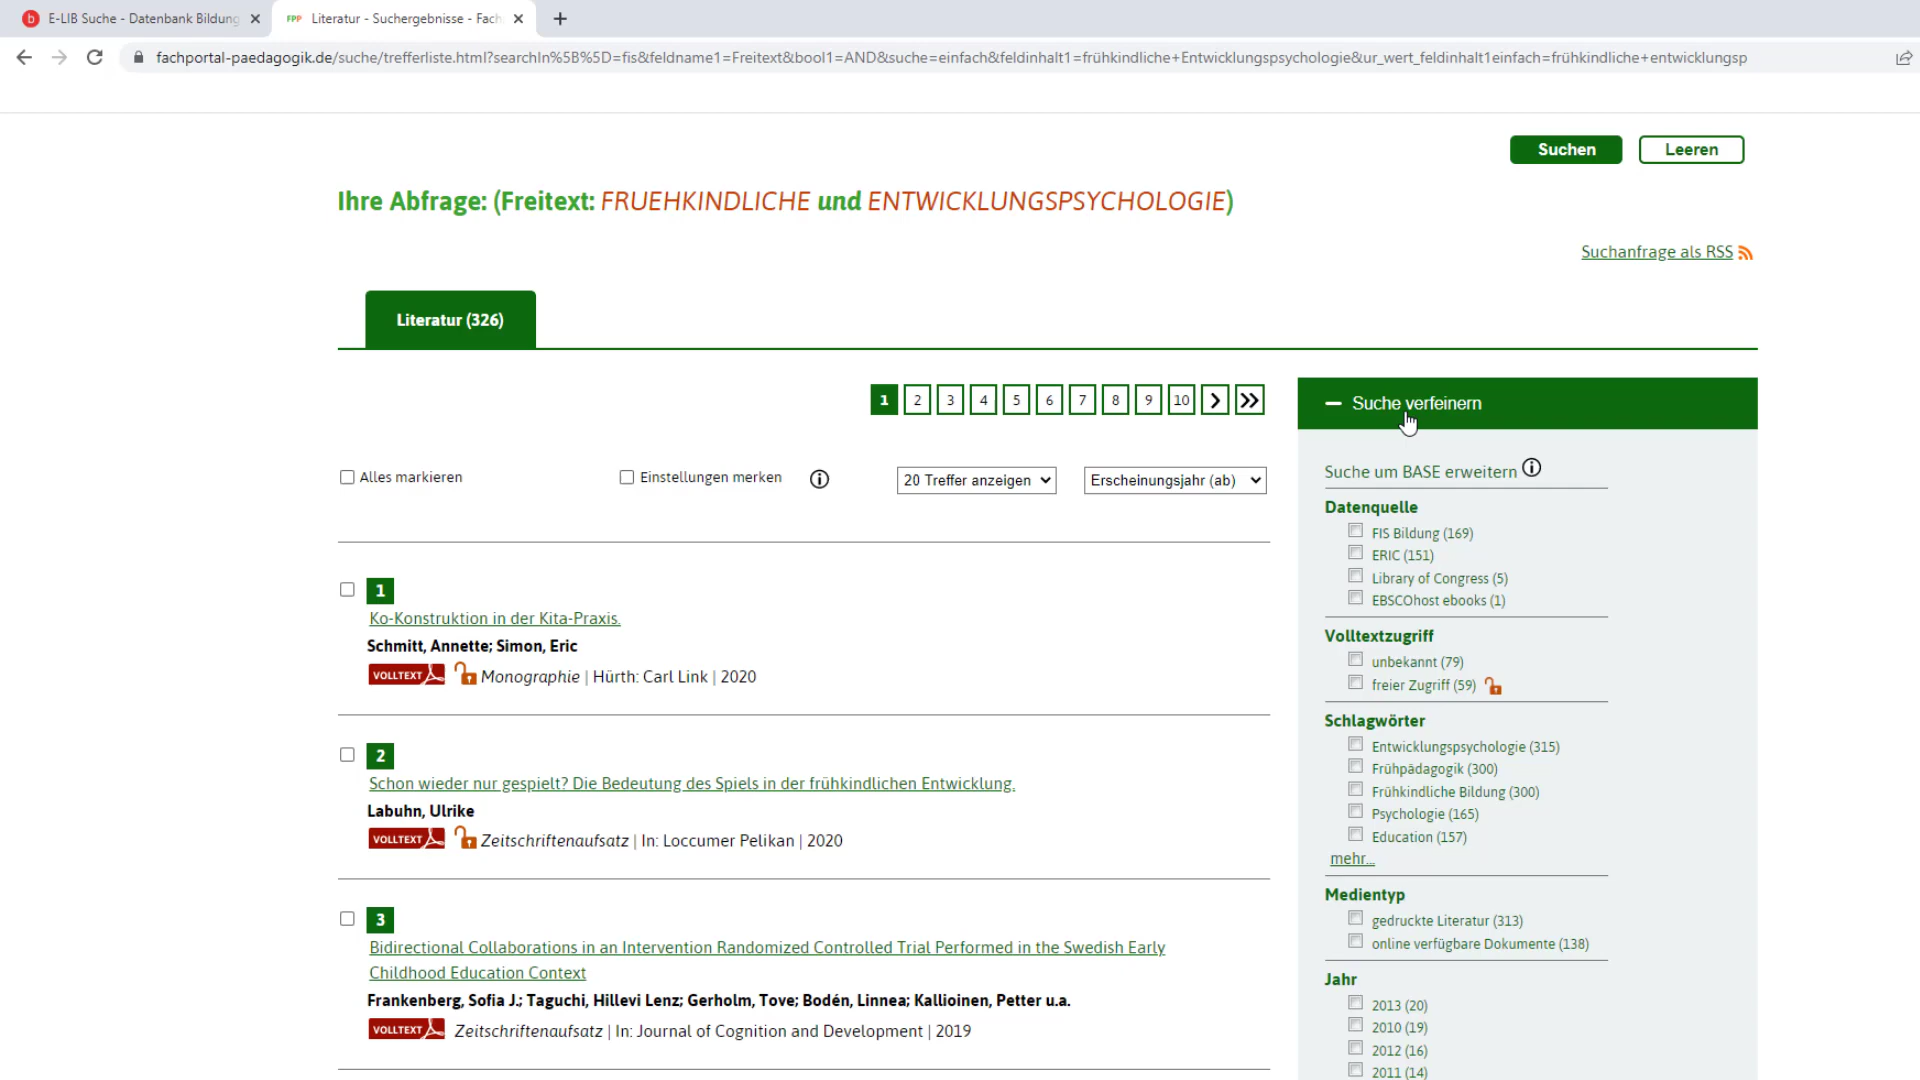 E-LIB Suche - Datenbank Bildung
FPP Literatur - Suchergebnisse - Fach
fachportal-paedagogik.de/suche/trefferliste.html?searchIn%5B%5D=fis&feldname1=Freitext&bool1=AND&suche=einfach&feldinhalt1=frühkindliche+Entwicklungspsychologie&ur_wert_feldinhalt1einfach=frühkindliche+entwicklungsp
Suchen Leeren
Ihre Abfrage: (Freitext: FRUEHKINDLICHE und ENTWICKLUNGSPSYCHOLOGIE)
Suchanfrage als RSS
Literatur (326)
1 2 3 4 5 6 7 8 9 10
Alles markieren
Einstellungen merken
20 Treffer anzeigen
Erscheinungsjahr (ab)
1
Ko-Konstruktion in der Kita-Praxis.
Schmitt, Annette; Simon, Eric
VOLLTEXT Monographie | Hürth: Carl Link | 2020
2
Schon wieder nur gespielt? Die Bedeutung des Spiels in der frühkindlichen Entwicklung.
Labuhn, Ulrike
VOLLTEXT Zeitschriftenaufsatz | In: Loccumer Pelikan | 2020
3
Bidirectional Collaborations in an Intervention Randomized Controlled Trial Performed in the Swedish Early
Childhood Education Context
Frankenberg, Sofia J.; Taguchi, Hillevi Lenz; Gerholm, Tove; Bodén, Linnea; Kallioinen, Petter u.a.
VOLLTEXT Zeitschriftenaufsatz | In: Journal of Cognition and Development | 2019
Suche verfeinern
Suche um BASE erweitern
Datenquelle
FIS Bildung (169)
ERIC (151)
Library of Congress (5)
EBSCOhost ebooks (1)
Volltextzugriff
unbekannt (79)
freier Zugriff (59)
Schlagwörter
Entwicklungspsychologie (315)
Frühpädagogik (300)
Frühkindliche Bildung (300)
Psychologie (165)
Education (157)
mehr...
Medientyp
gedruckte Literatur (313)
online verfügbare Dokumente (138)
Jahr
2013 (20)
2010 (19)
2012 (16)
2011 (14)